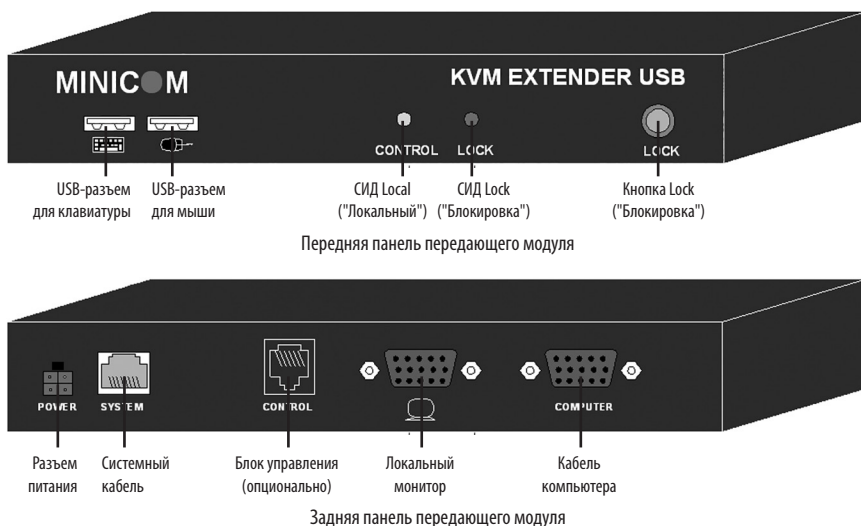 MINICOM
KVM EXTENDER USB
CONTROL LOCK LOCK
USB-разъем для клавиатуры
USB-разъем для мыши
СИД Local ("Локальный")
СИД Lock ("Блокировка")
Кнопка Lock ("Блокировка")
Передняя панель передающего модуля
POWER SYSTEM CONTROL COMPUTER
Разъем питания
Системный кабель
Блок управления (опционально)
Локальный монитор
Кабель компьютера
Задняя панель передающего модуля